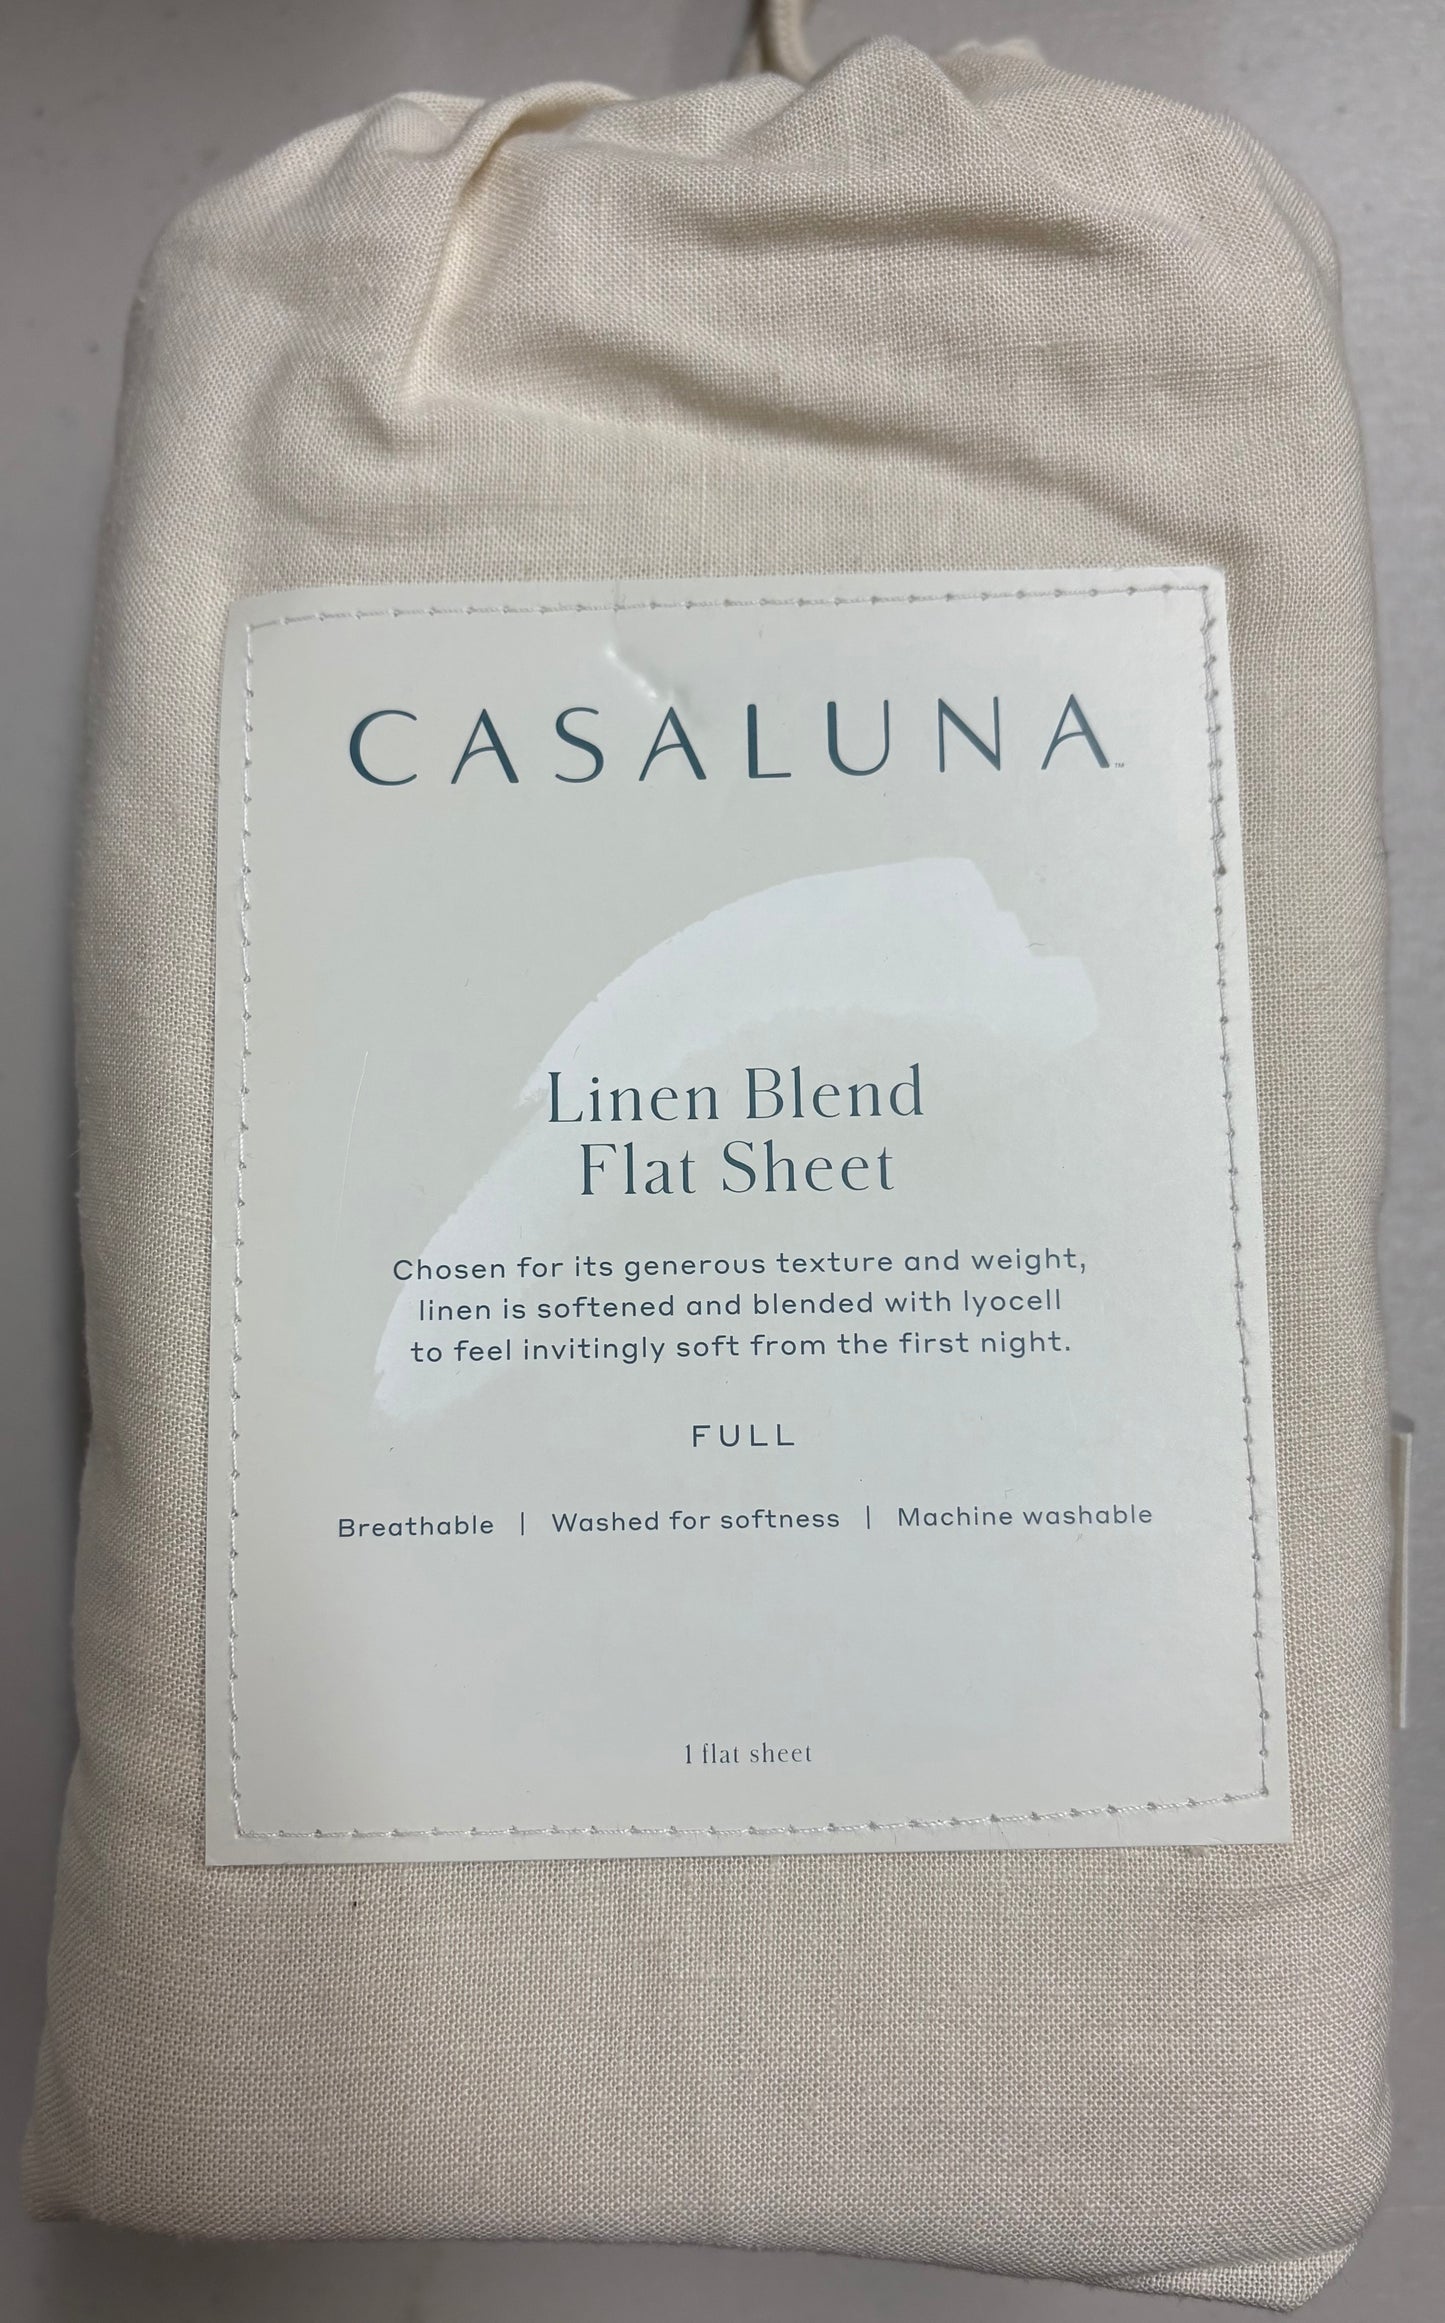 CASALUNA™
Linen Blend
Flat Sheet
Chosen for its generous texture and weight,
linen is softened and blended with lyocell
to feel invitingly soft from the first night.
FULL
Breathable | Washed for softness | Machine washable
1 flat sheet